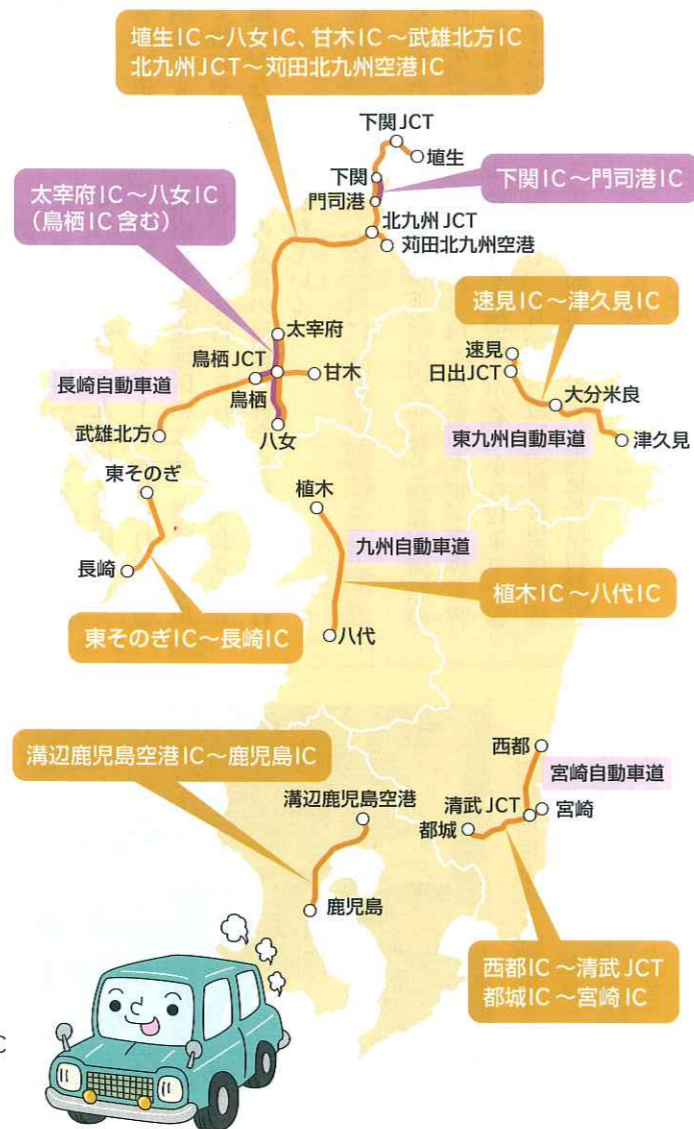 埴生IC～八女IC、甘木IC～武雄北方IC
北九州JCT～苅田北九州空港IC
下関JCT
埴生
太宰府IC～八女IC
(鳥栖IC含む)
下関
門司港
下関IC～門司港IC
北九州JCT
苅田北九州空港
速見IC～津久見IC
太宰府
速見
鳥栖JCT
甘木
日出JCT
長崎自動車道
鳥栖
大分米良
武雄北方
八女
東九州自動車道
津久見
東そのぎ
植木
九州自動車道
長崎
植木IC～八代IC
東そのぎIC～長崎IC
八代
溝辺鹿児島空港IC～鹿児島IC
西都
宮崎自動車道
溝辺鹿児島空港
清武JCT
宮崎
都城
鹿児島
西都IC～清武JCT
都城IC～宮崎IC
C